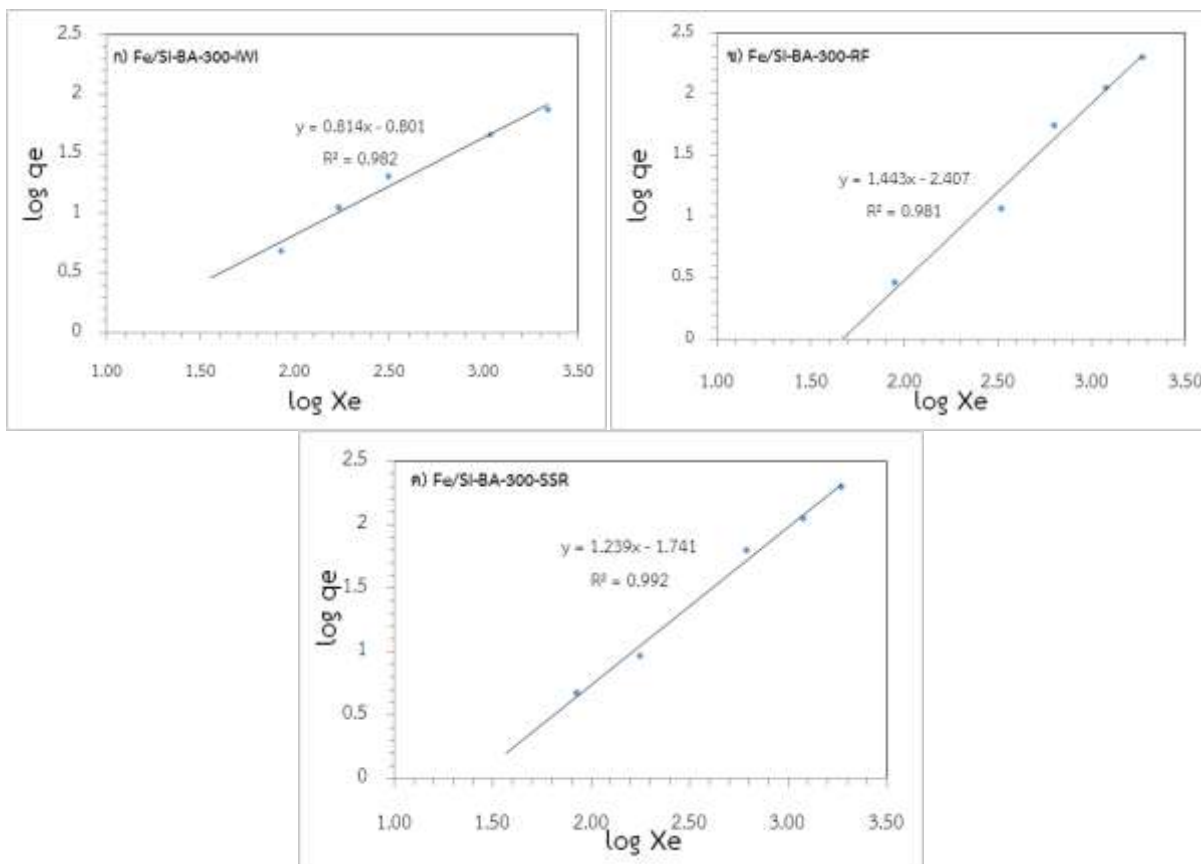 ก) Fe/SI-BA-300-IWI
y = 0.814x - 0.801
R² = 0.982
log qe
2.5
2
1.5
1
0.5
0
1.00 1.50 2.00 2.50 3.00 3.50
log Xe
ข) Fe/SI-BA-300-RF
y = 1.443x - 2.407
R² = 0.981
log qe
2.5
2
1.5
1
0.5
0
1.00 1.50 2.00 2.50 3.00 3.50
log Xe
ค) Fe/SI-BA-300-SSR
y = 1.239x - 1.741
R² = 0.992
log qe
2.5
2
1.5
1
0.5
0
1.00 1.50 2.00 2.50 3.00 3.50
log Xe